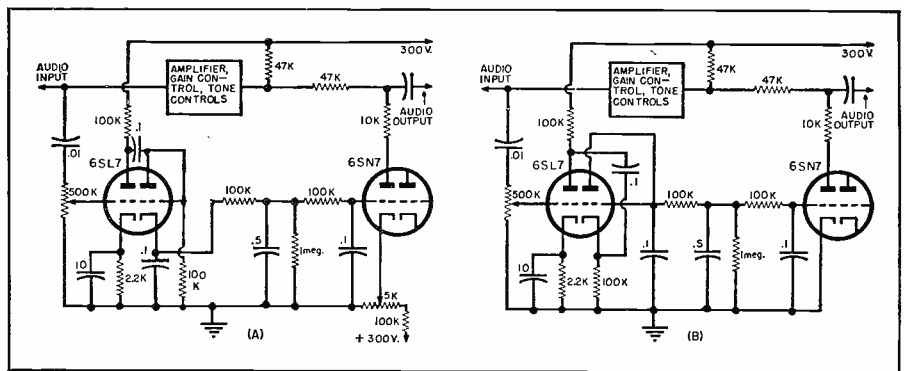 300V.
AUDIO
INPUT
AMPLIFIER,
GAIN CON-
TROL, TONE
CONTROLS
47K
47K
AUDIO
OUTPUT
100K
.1
10K
.01
6SL7
6SN7
500K
100K
100K
.5
1meg.
.1
.1
10
2.2K
100
K
5K
100K
+300V.
(A)
300V.
AUDIO
INPUT
AMPLIFIER,
GAIN CON-
TROL, TONE
CONTROLS
47K
47K
AUDIO
OUTPUT
100K
10K
.01
6SL7
.1
6SN7
500K
100K
100K
.1
.5
1meg.
.1
10
2.2K
100K
(B)